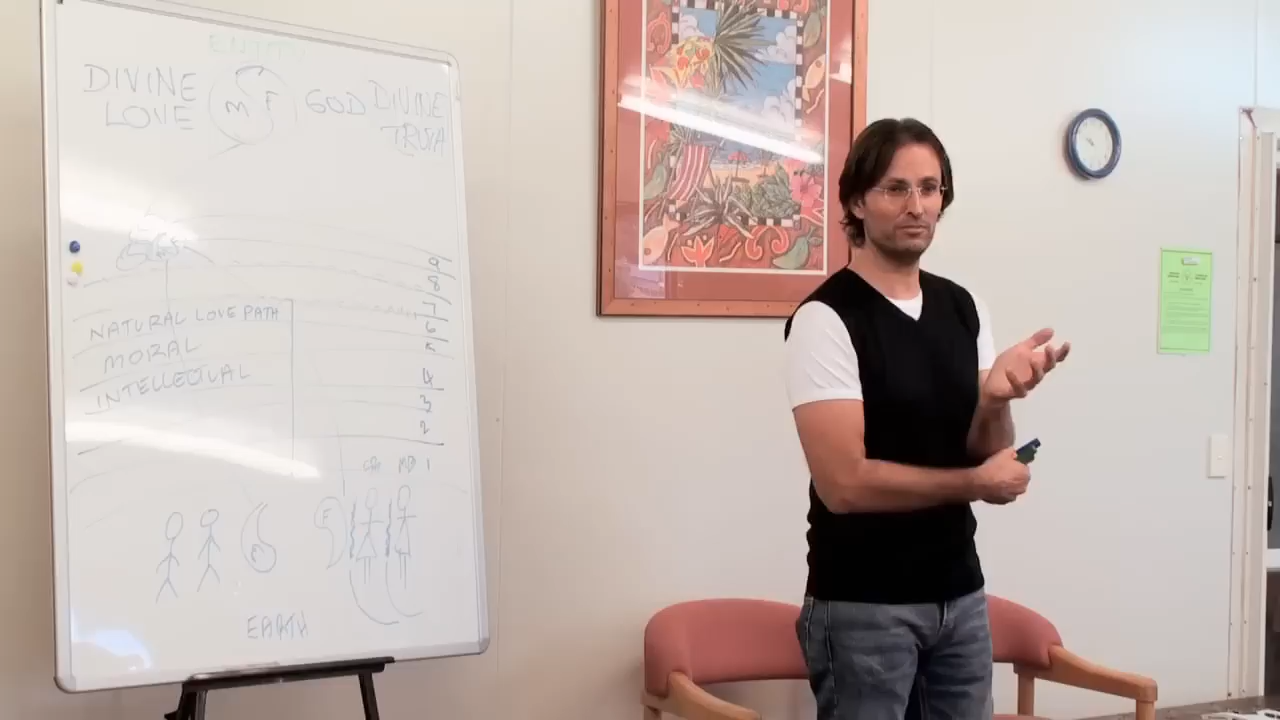 ENTITY
DIVINE LOVE
M F
GOD
DIVINE TRUTH
9
8
7
6
5
4
3
2
1
NATURAL LOVE PATH
MORAL
INTELLECTUAL
F
M
EARTH